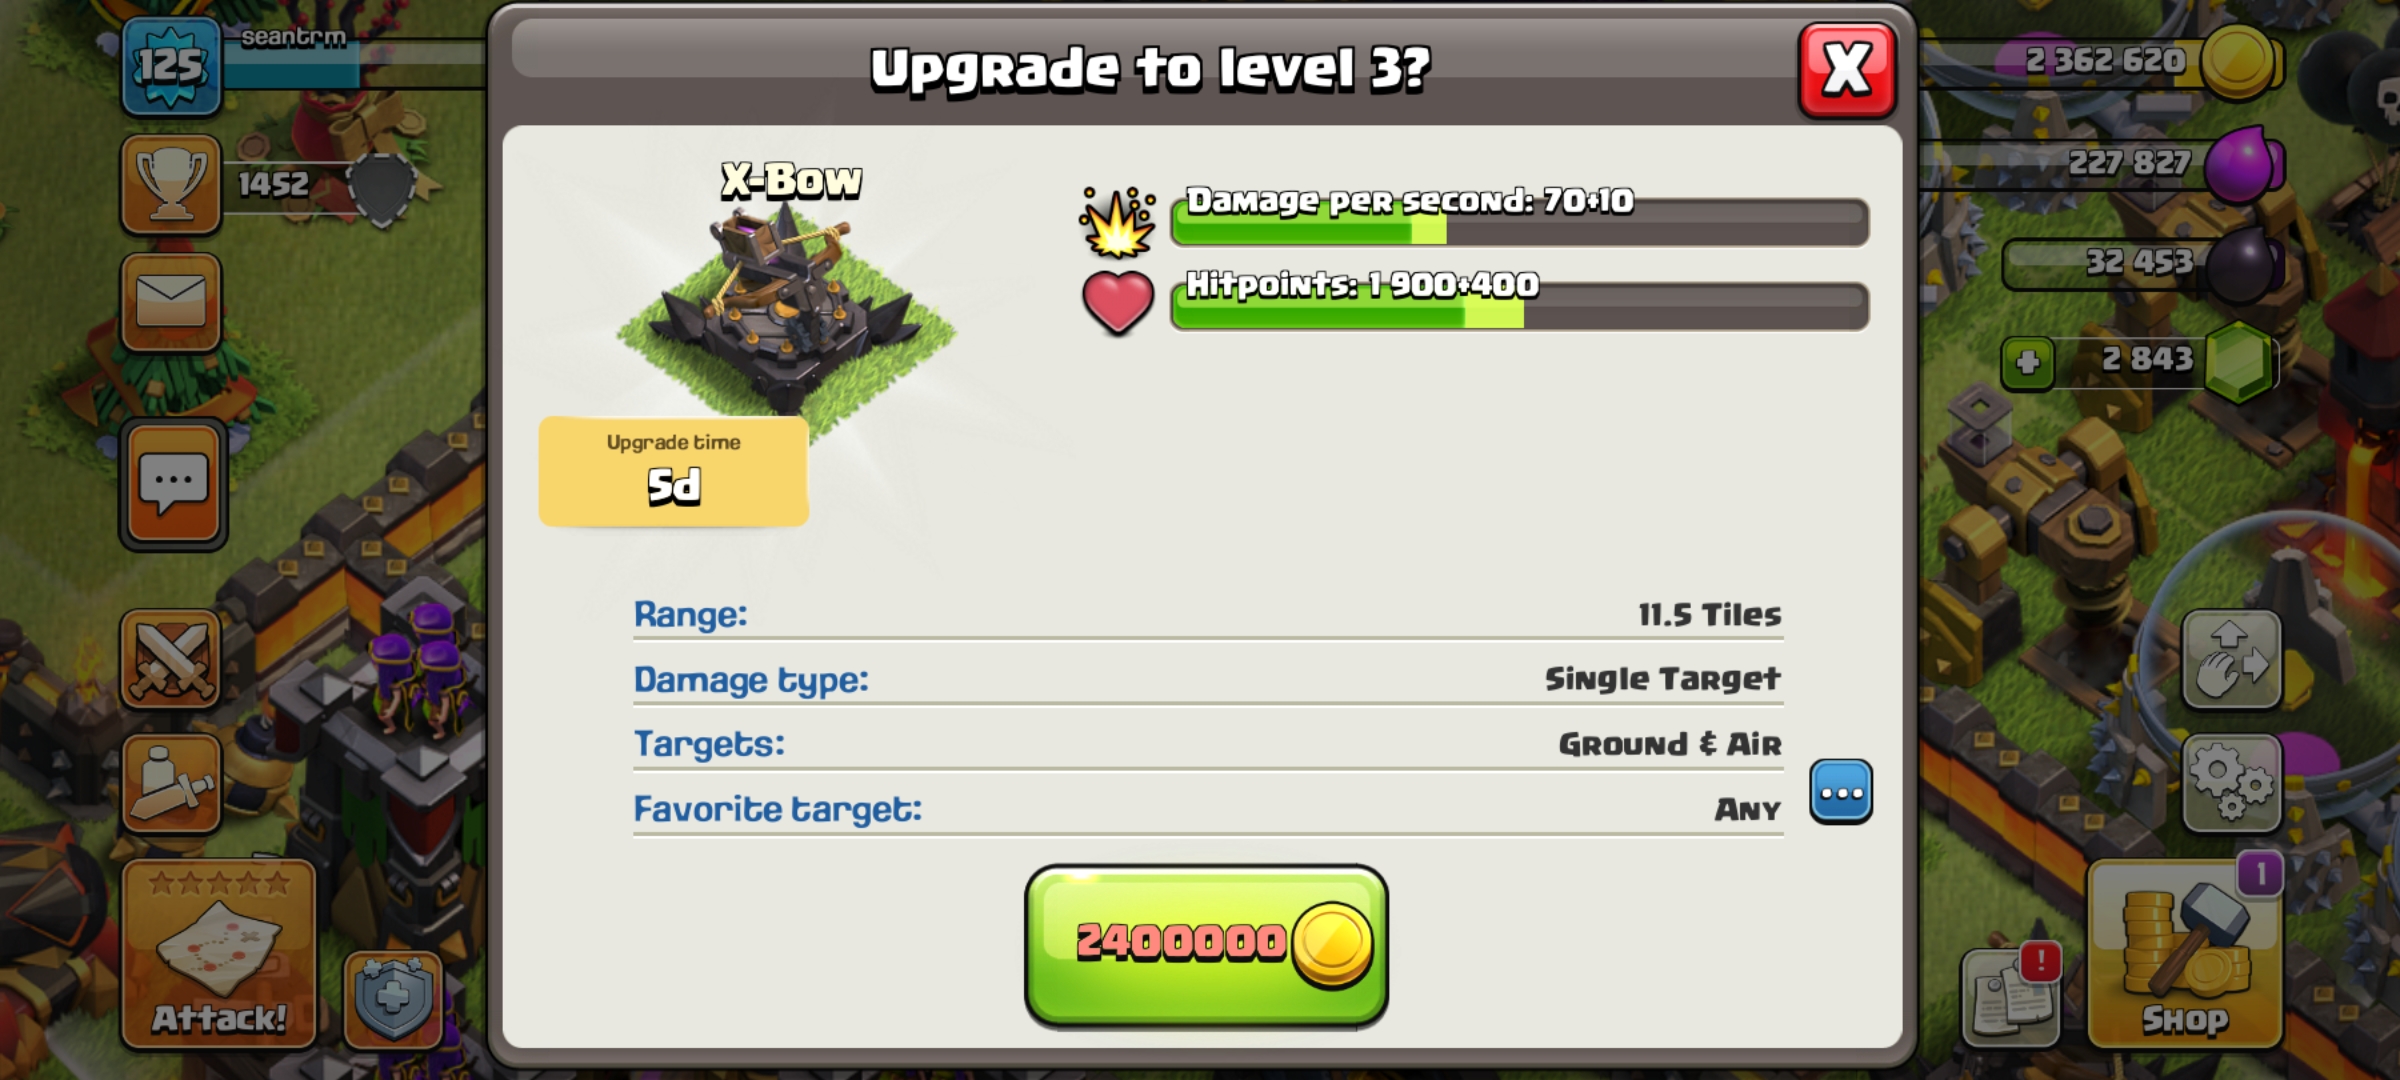 125
seantrm
1452
Attack!
Upgrade to level 3?
X-Bow
Upgrade time
5d
Damage per second: 70+10
Hitpoints: 1 900+400
Range: 11.5 Tiles
Damage type: Single Target
Targets: Ground & Air
Favorite target: Any
2400000
2 362 620
227 827
32 453
2 843
1
!
Shop